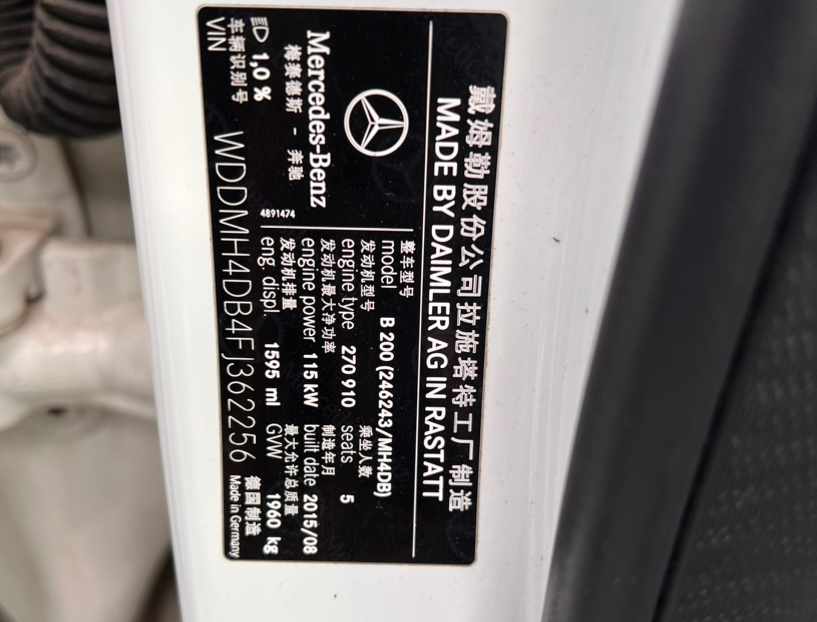 戴姆勒股份公司拉施塔特工厂制造
MADE BY DAIMLER AG IN RASTATT
Mercedes-Benz
梅赛德斯 - 奔驰
4891474
1,0 %
整车型号
model B 200 (246243/MH4DB)
发动机型号 乘坐人数
engine type 270 910 seats 5
发动机最大净功率 制造年月
engine power 115 kW built date 2015/08
发动机排量 最大允许总质量
eng. displ. 1595 ml GVW 1960 kg
车辆识别号 德国制造
VIN WDDMH4DB4FJ362256 Made in Germany